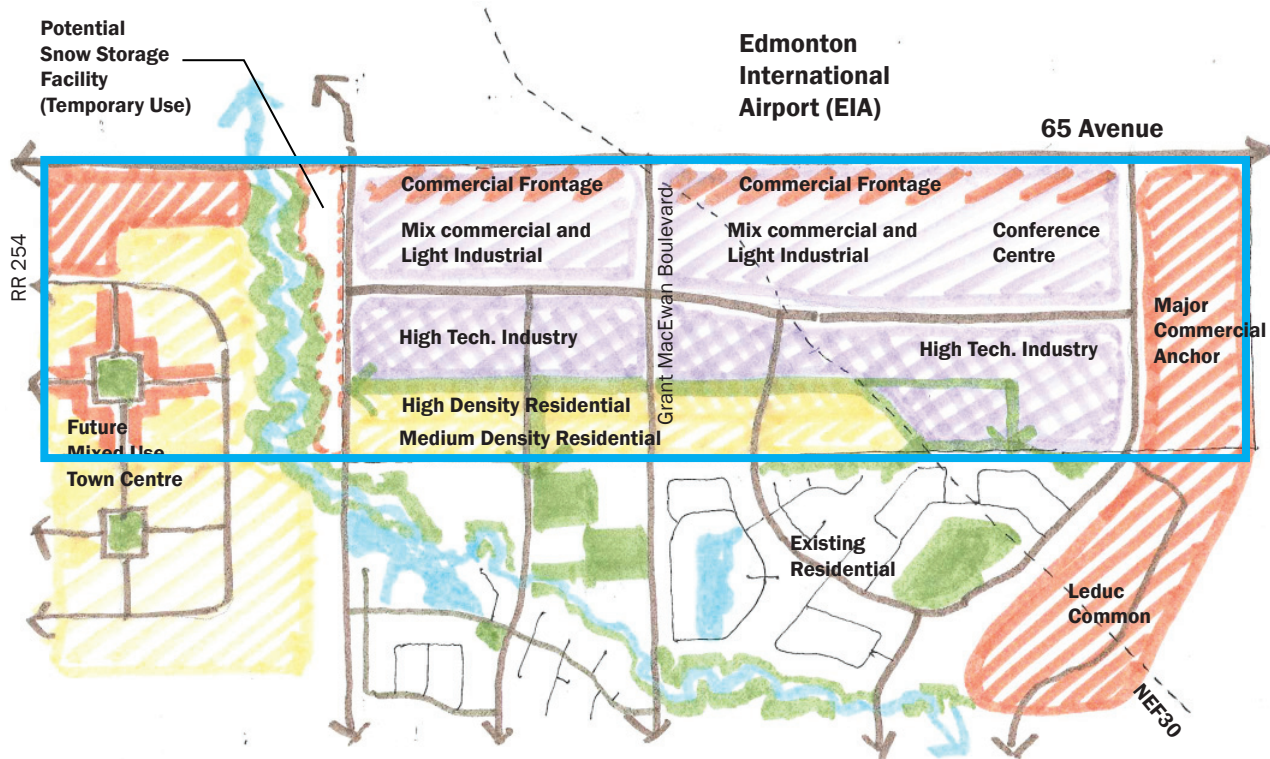 Potential
Snow Storage
Facility
(Temporary Use)
Edmonton
International
Airport (EIA)
65 Avenue
RR 254
Commercial Frontage
Mix commercial and
Light Industrial
Grant MacEwan Boulevard
Commercial Frontage
Mix commercial and
Light Industrial
Conference
Centre
Major
Commercial
Anchor
High Tech. Industry
High Tech. Industry
High Density Residential
Medium Density Residential
Future
Mixed Use
Town Centre
Existing
Residential
Leduc
Common
NEF30